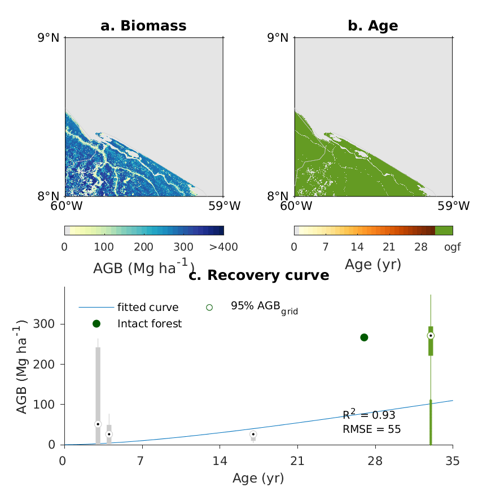 a. Biomass
b. Age
9°N
9°N
8°N
8°N
60°W
59°W
60°W
59°W
0 100 200 300 >400
0 7 14 21 28 ogf
AGB (Mg ha⁻¹)
Age (yr)
c. Recovery curve
fitted curve
95% AGB_grid
Intact forest
300
200
100
0
AGB (Mg ha⁻¹)
R² = 0.93
RMSE = 55
0 7 14 21 28 35
Age (yr)